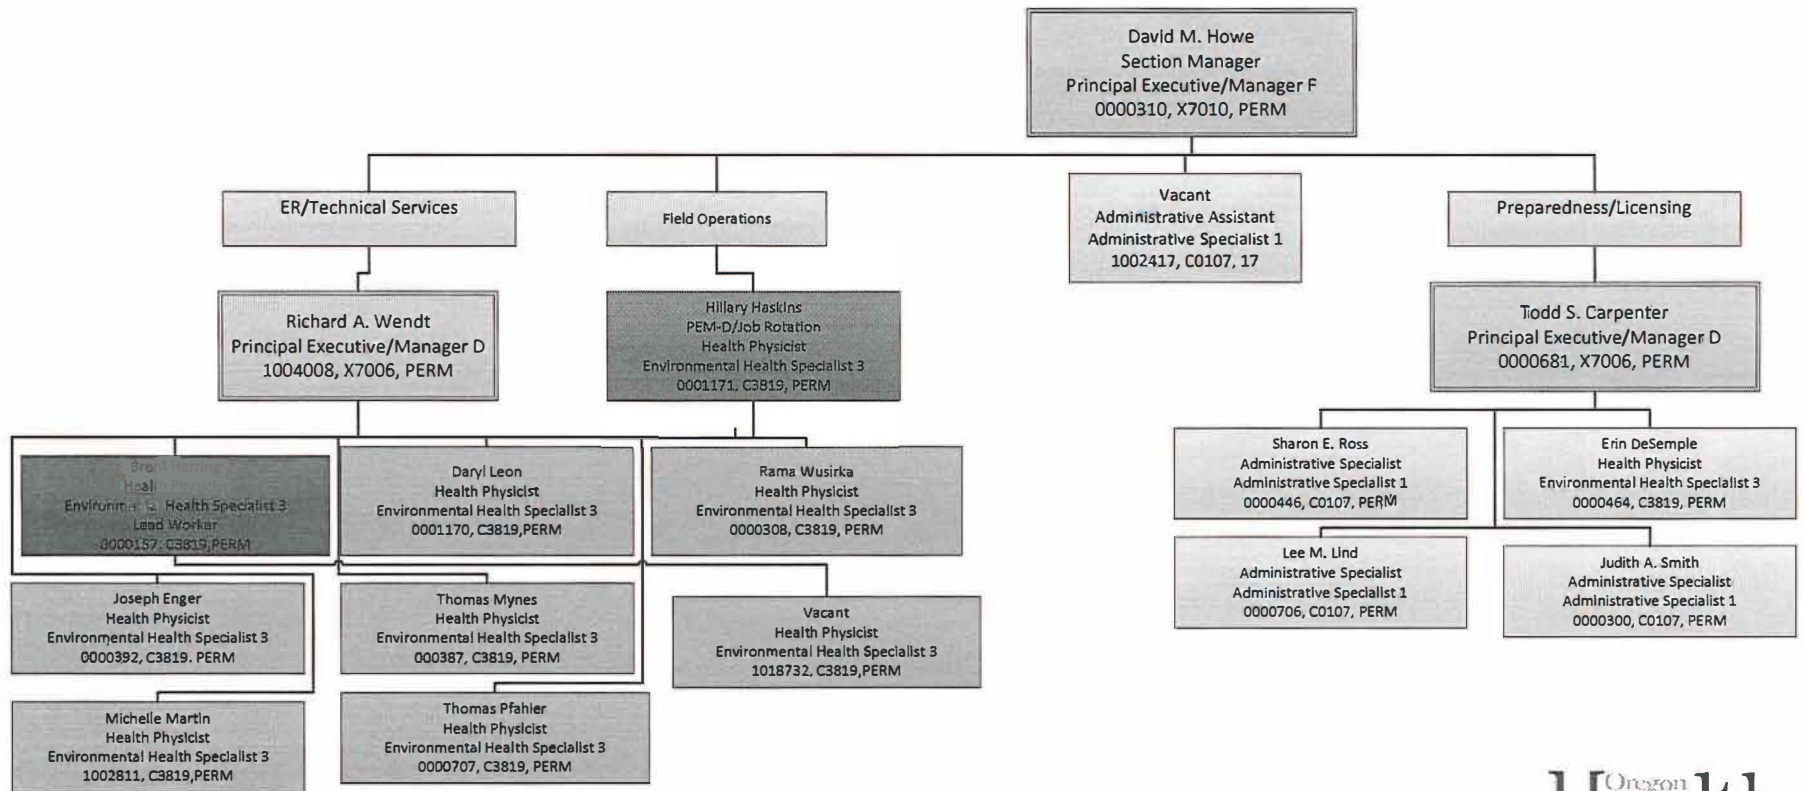 David M. Howe
Section Manager
Principal Executive/Manager F
0000310, X7010, PERM
ER/Technical Services
Field Operations
Vacant
Administrative Assistant
Administrative Specialist 1
1002417, C0107, 17
Preparedness/Licensing
Richard A. Wendt
Principal Executive/Manager D
1004008, X7006, PERM
Hillary Haskins
PEM-D/Job Rotation
Health Physicist
Environmental Health Specialist 3
0001171, C3819, PERM
Todd S. Carpenter
Principal Executive/Manager D
0000681, X7006, PERM
Brent Herring
Health Physicist
Environmental Health Specialist 3
Lead Worker
0000157, C3819,PERM
Daryl Leon
Health Physicist
Environmental Health Specialist 3
0001170, C3819,PERM
Rama Wusirka
Health Physicist
Environmental Health Specialist 3
0000308, C3819, PERM
Sharon E. Ross
Administrative Specialist
Administrative Specialist 1
0000446, C0107, PERM
Erin DeSemple
Health Physicist
Environmental Health Specialist 3
0000464, C3819, PERM
Joseph Enger
Health Physicist
Environmental Health Specialist 3
0000392, C3819. PERM
Thomas Mynes
Health Physicist
Environmental Health Specialist 3
000387, C3819, PERM
Vacant
Health Physicist
Environmental Health Specialist 3
1018732, C3819,PERM
Lee M. Lind
Administrative Specialist
Administrative Specialist 1
0000706, C0107, PERM
Judith A. Smith
Administrative Specialist
Administrative Specialist 1
0000300, C0107, PERM
Michelle Martin
Health Physicist
Environmental Health Specialist 3
1002811, C3819,PERM
Thomas Pfahler
Health Physicist
Environmental Health Specialist 3
0000707, C3819, PERM
Oregon